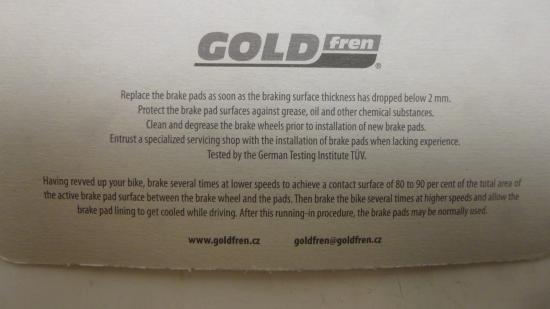 GOLD fren ®
Replace the brake pads as soon as the braking surface thickness has dropped below 2 mm.
Protect the brake pad surfaces against grease, oil and other chemical substances.
Clean and degrease the brake wheels prior to installation of new brake pads.
Entrust a specialized servicing shop with the installation of brake pads when lacking experience.
Tested by the German Testing Institute TÜV.
Having revved up your bike, brake several times at lower speeds to achieve a contact surface of 80 to 90 per cent of the total area of
the active brake pad surface between the brake wheel and the pads. Then brake the bike several times at higher speeds and allow the
brake pad lining to get cooled while driving. After this running-in procedure, the brake pads may be normally used.
www.goldfren.cz goldfren@goldfren.cz